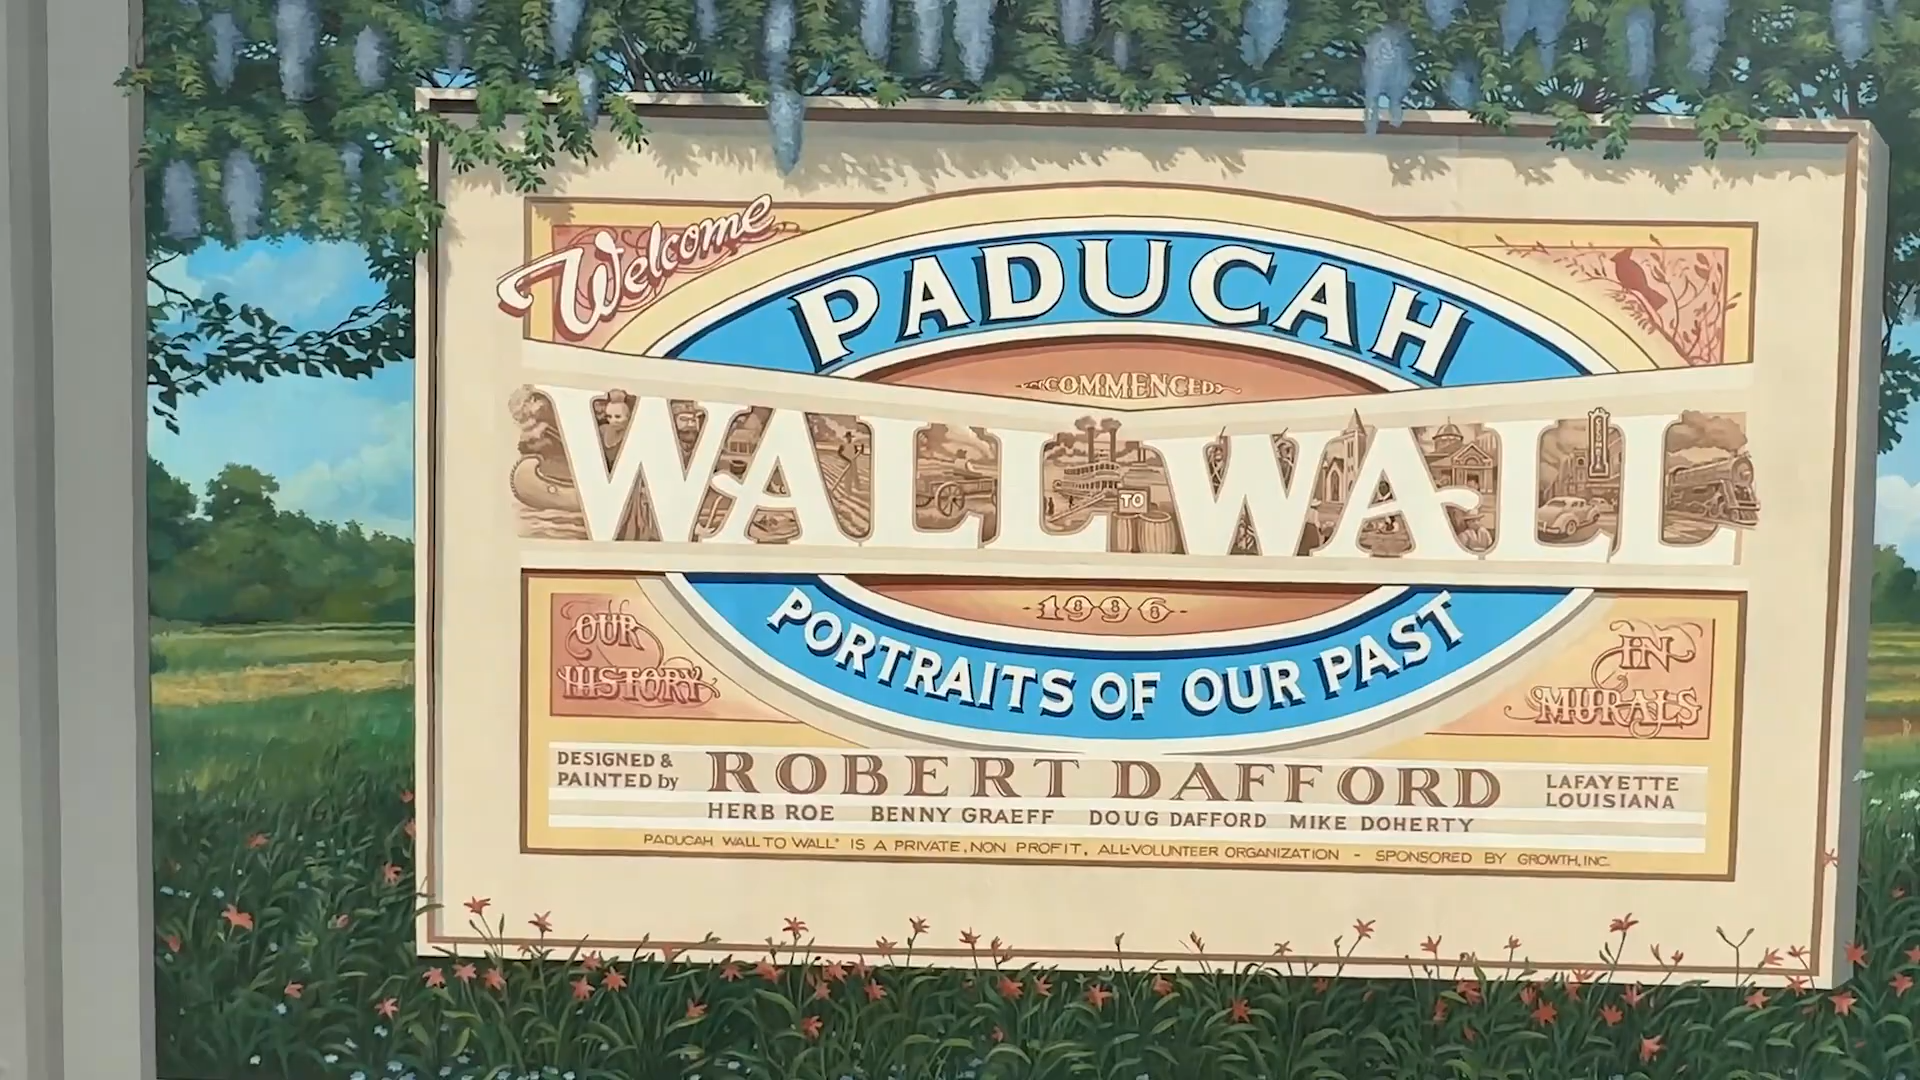 Welcome
PADUCAH
COMMENCED
WALL TO WALL
1996
PORTRAITS OF OUR PAST
OUR
HISTORY
IN
MURALS
DESIGNED &
PAINTED by
ROBERT DAFFORD
LAFAYETTE
LOUISIANA
HERB ROE BENNY GRAEFF DOUG DAFFORD MIKE DOHERTY
PADUCAH WALL TO WALL" IS A PRIVATE, NON PROFIT, ALL-VOLUNTEER ORGANIZATION - SPONSORED BY GROWTH, INC.